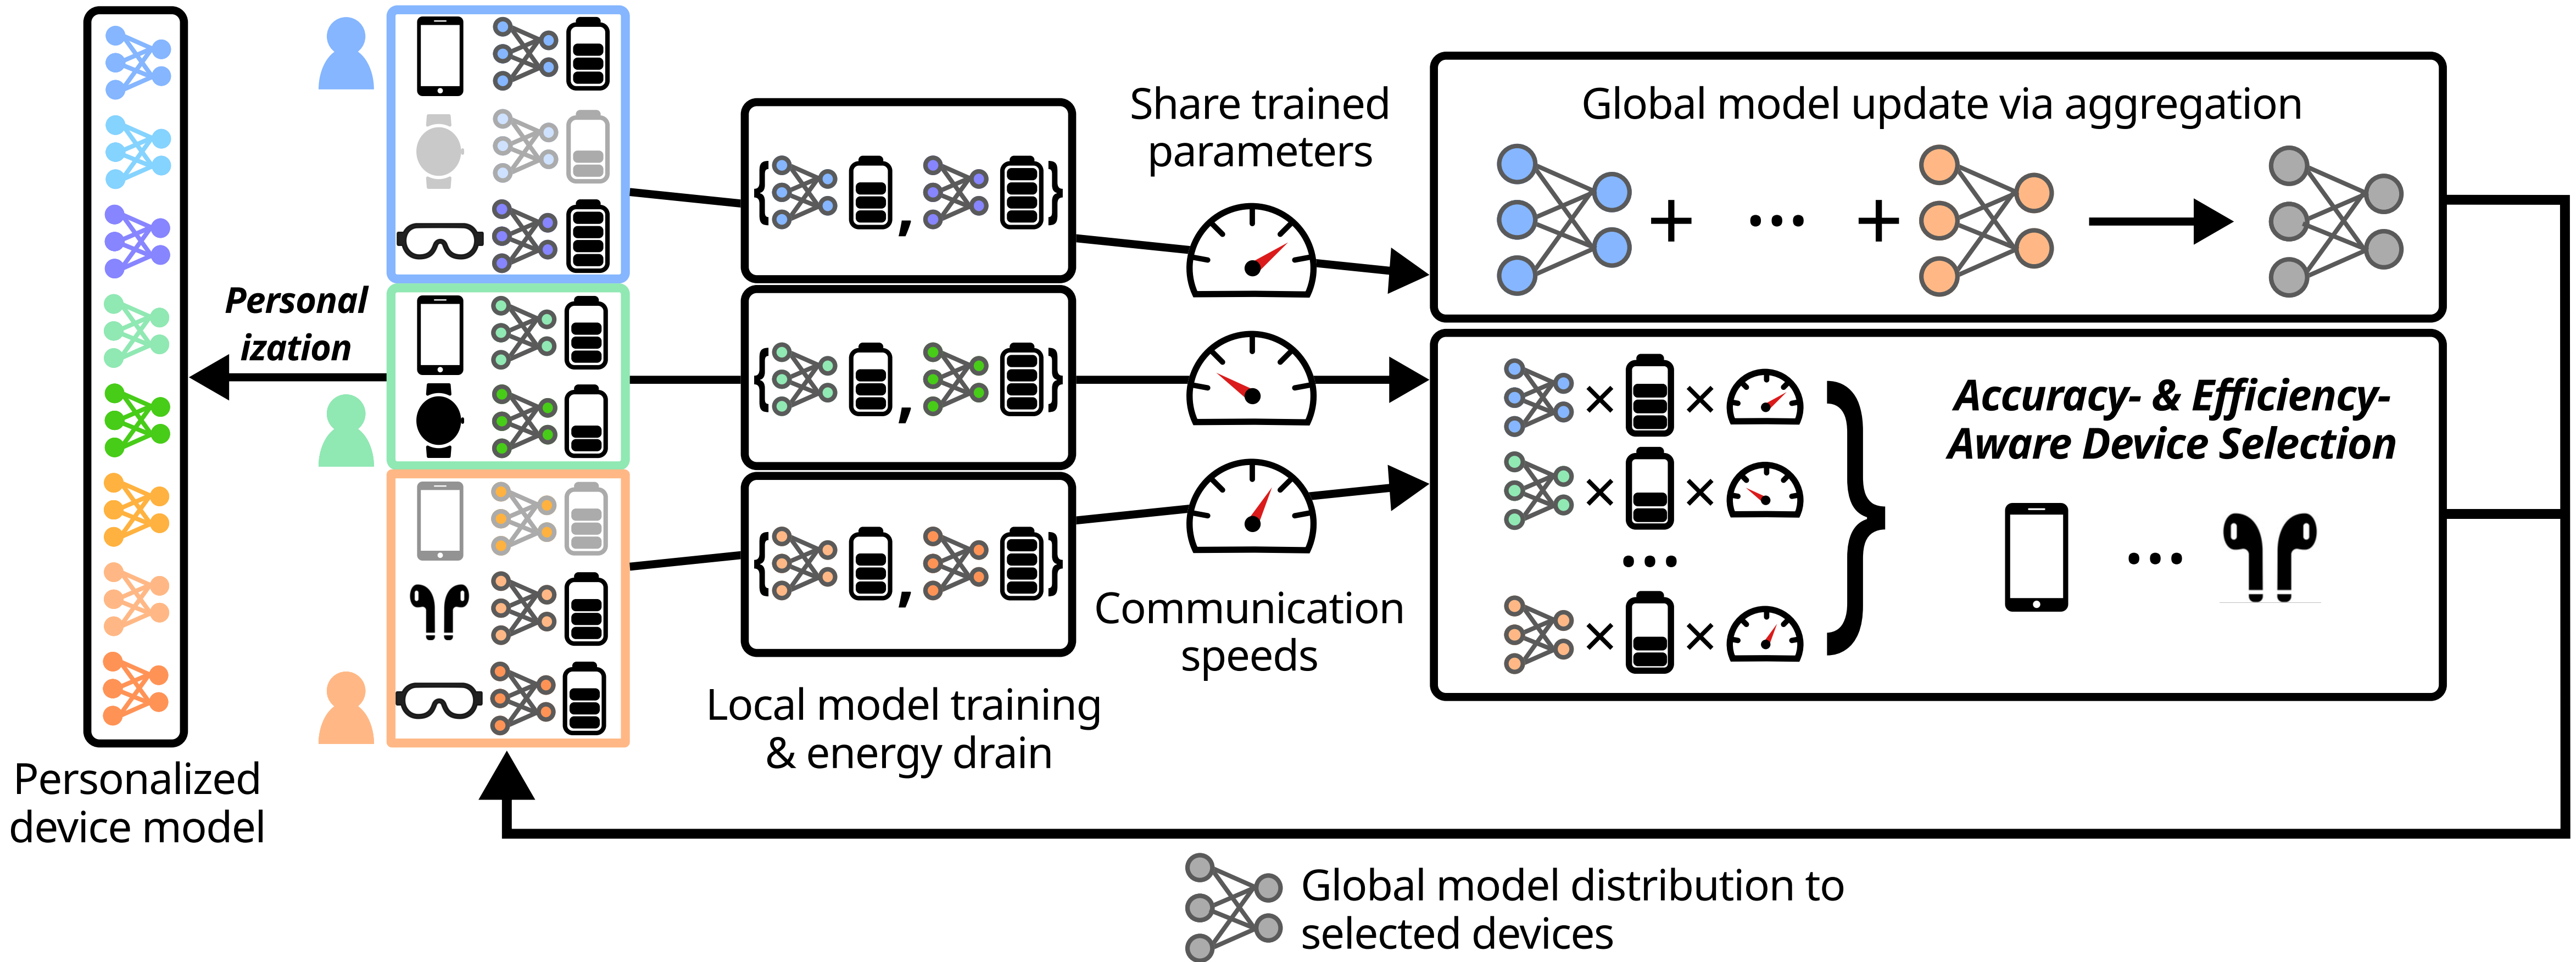 Personal
ization
Personalized
device model
Local model training
& energy drain
Share trained
parameters
Communication
speeds
Global model update via aggregation
Accuracy- & Efficiency-
Aware Device Selection
Global model distribution to
selected devices